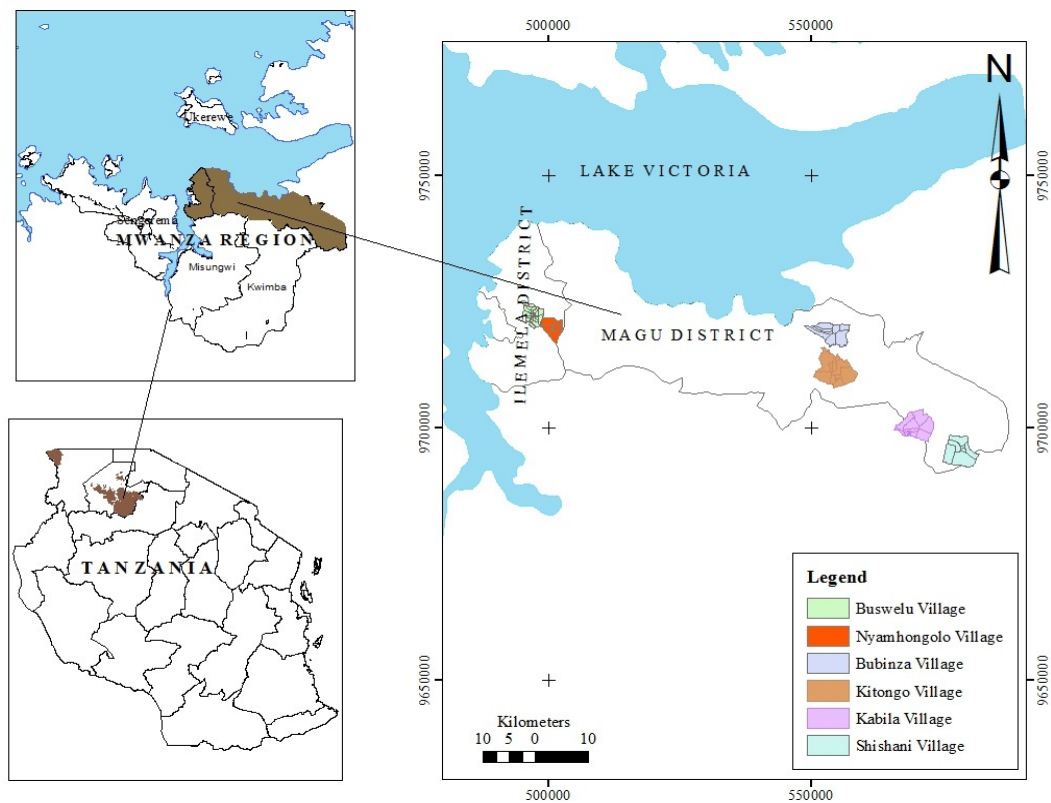 Ukerewe
Sengerema
MWANZA REGION
Misungwi
Kwimba
TANZANIA
500000
550000
N
9750000
9750000
LAKE VICTORIA
ILEMELA DISTRICT
MAGU DISTRICT
9700000
9700000
9650000
9650000
Kilometers
10 5 0 10
Legend
Buswelu Village
Nyamhongolo Village
Bubinza Village
Kitongo Village
Kabila Village
Shishani Village
500000
550000